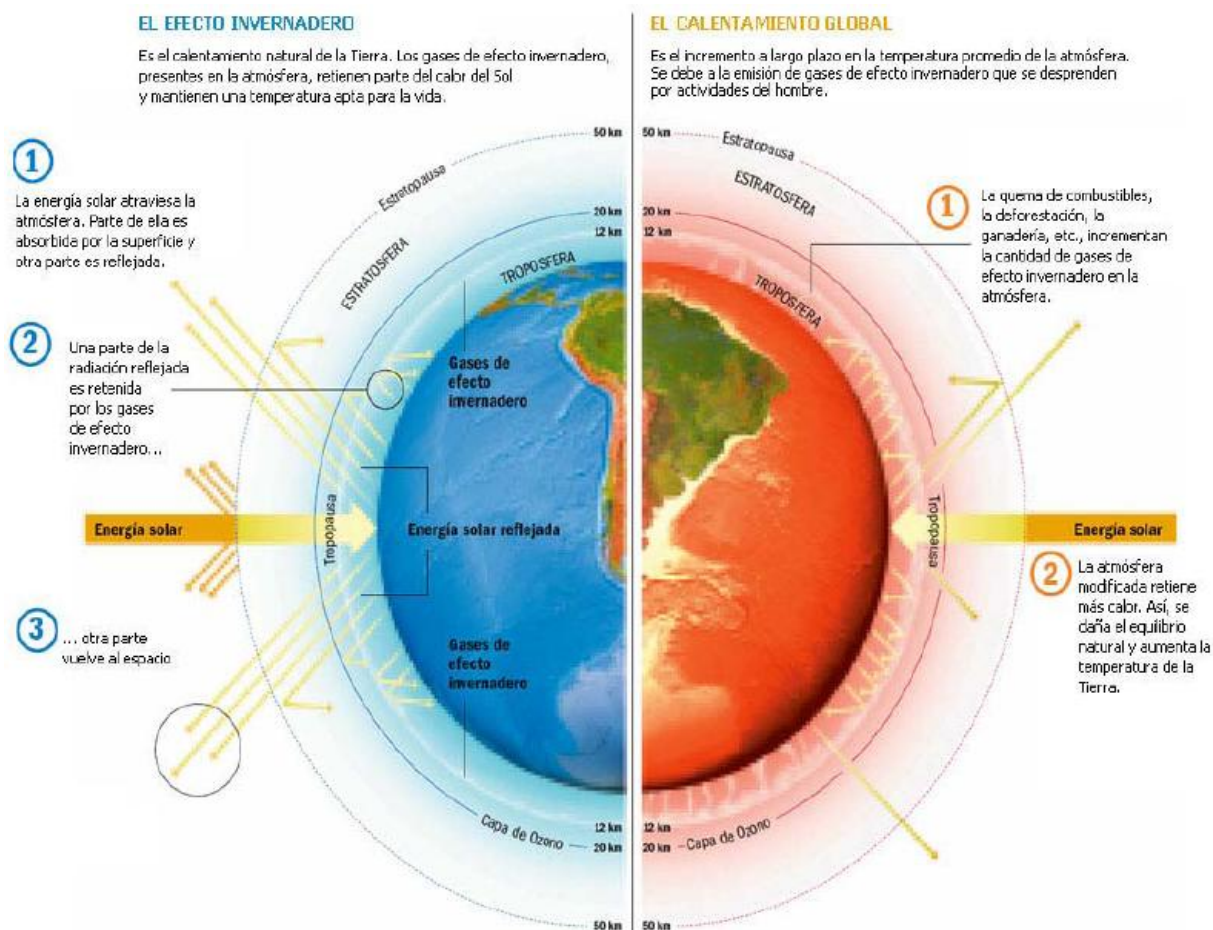 EL EFECTO INVERNADERO
Es el calentamiento natural de la Tierra. Los gases de efecto invernadero,
presentes en la atmósfera, retienen parte del calor del Sol
y mantienen una temperatura apta para la vida.
EL CALENTAMIENTO GLOBAL
Es el incremento a largo plazo en la temperatura promedio de la atmósfera.
Se debe a la emisión de gases de efecto invernadero que se desprenden
por actividades del hombre.
50 km
50 km
Estratopausa
Estratopausa
ESTRATOSFERA
ESTRATOSFERA
20 km
20 km
12 km
12 km
TROPOSFERA
TROPOSFERA
1
La energía solar atraviesa la
atmósfera. Parte de ella es
absorbida por la superficie y
otra parte es reflejada.
1
La quema de combustibles,
la deforestación, la
ganadería, etc., incrementan
la cantidad de gases de
efecto invernadero en la
atmósfera.
2
Una parte de la
radiación reflejada
es retenida
por los gases
de efecto
invernadero...
Gases de
efecto
invernadero
Energía solar
Tropopausa
Energía solar reflejada
Tropopausa
Energía solar
2
La atmósfera
modificada retiene
más calor. Así, se
daña el equilibrio
natural y aumenta la
temperatura de la
Tierra.
3
... otra parte
vuelve al espacio
Gases de
efecto
invernadero
Capa de Ozono
12 km
20 km
12 km
20 km
Capa de Ozono
50 km
50 km